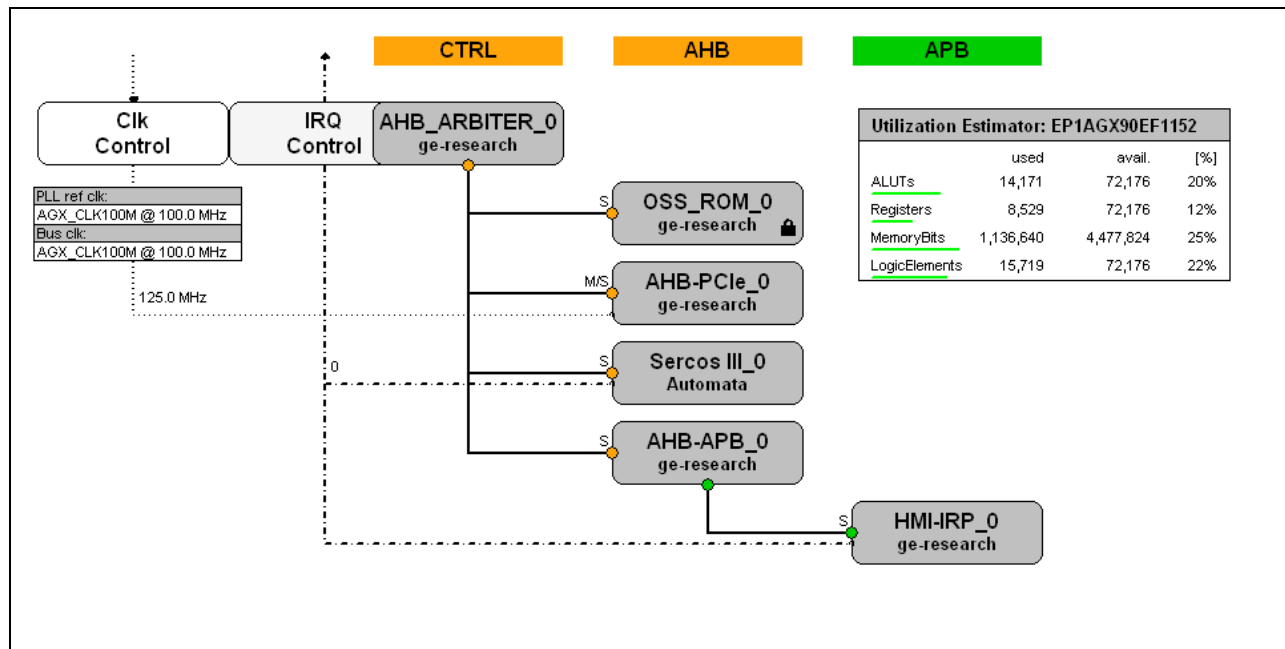 CTRL
AHB
APB
Clk
Control
IRQ
Control
AHB_ARBITER_0
ge-research
Utilization Estimator: EP1AGX90EF1152
used avail. [%]
ALUTs 14,171 72,176 20%
Registers 8,529 72,176 12%
MemoryBits 1,136,640 4,477,824 25%
LogicElements 15,719 72,176 22%
PLL ref clk:
AGX_CLK100M @ 100.0 MHz
Bus clk:
AGX_CLK100M @ 100.0 MHz
125.0 MHz
S
OSS_ROM_0
ge-research
M/S
AHB-PCIe_0
ge-research
0
S
Sercos III_0
Automata
S
AHB-APB_0
ge-research
S
HMI-IRP_0
ge-research